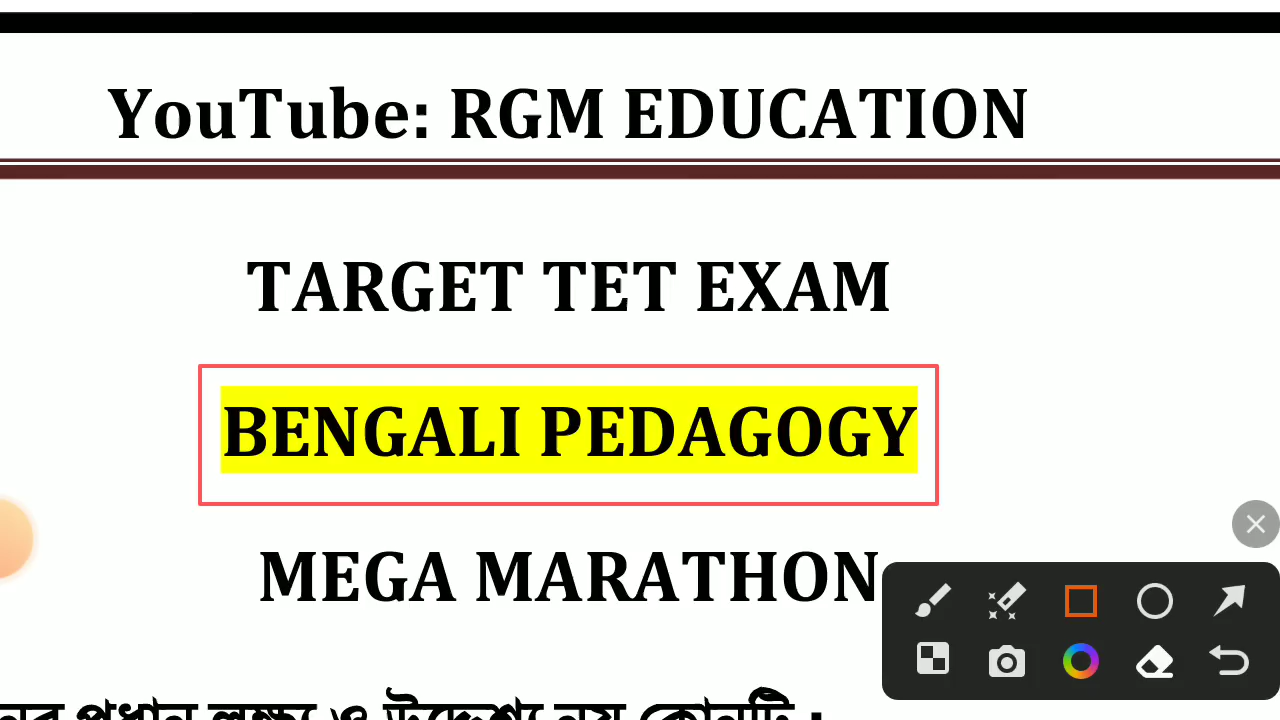 YouTube: RGM EDUCATION
TARGET TET EXAM
BENGALI PEDAGOGY
MEGA MARATHON
প্রধান লক্ষ্য ও উদ্দেশ্য নয় কোনটি :